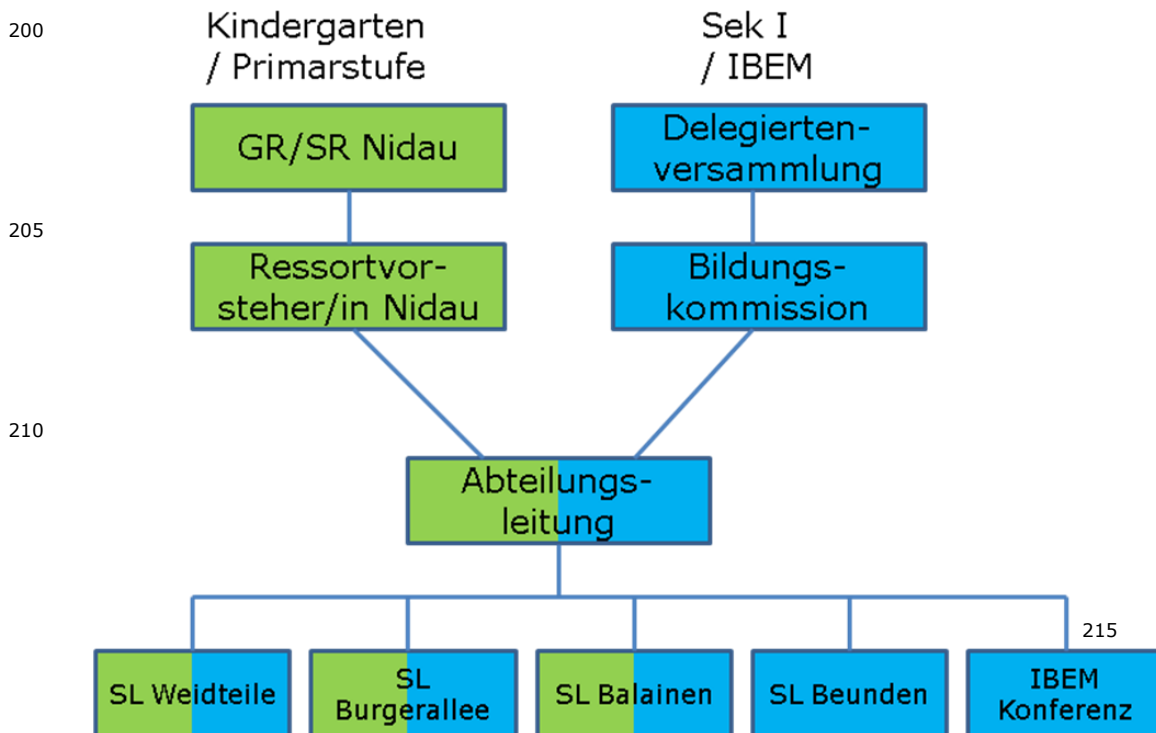 200
Kindergarten
/ Primarstufe
Sek I
/ IBEM
GR/SR Nidau
Delegierten-
versammlung
205
Ressortvor-
steher/in Nidau
Bildungs-
kommission
210
Abteilungs-
leitung
215
SL Weidteile
SL
Burgerallee
SL Balainen
SL Beunden
IBEM
Konferenz